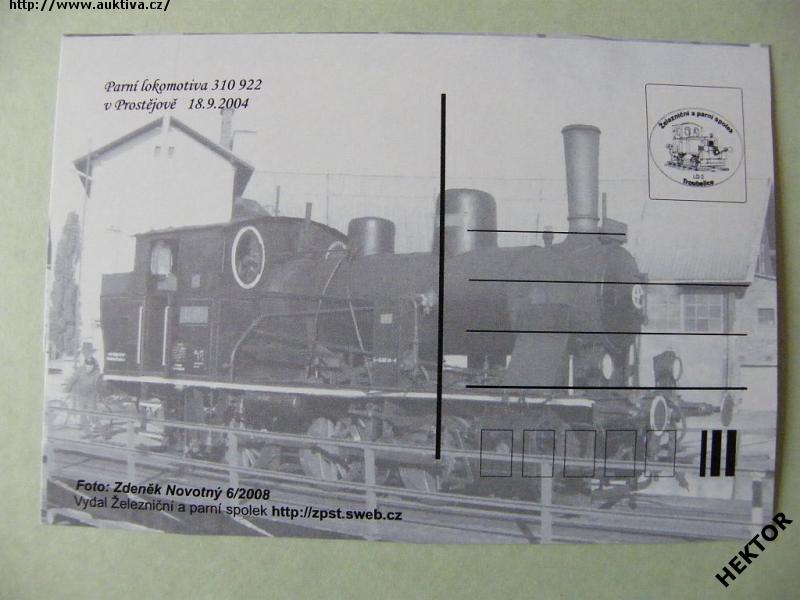 http://www.auktiva.cz/
Parní lokomotiva 310 922
v Prostějově 18.9.2004
Železniční a parní spolek
Troubelice
Foto: Zdeněk Novotný 6/2008
Vydal Železniční a parní spolek http://zpst.sweb.cz
HEKTOR